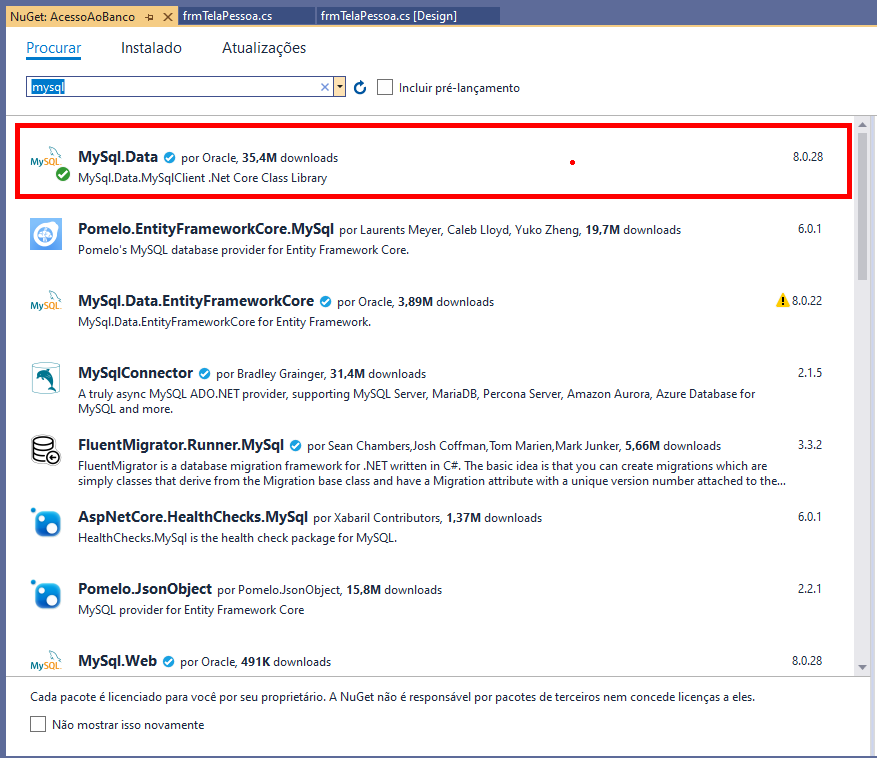 NuGet: AcessoAoBanco frmTelaPessoa.cs frmTelaPessoa.cs [Design]
Procurar Instalado Atualizações
mysql Incluir pré-lançamento
MySQL MySql.Data por Oracle, 35,4M downloads 8.0.28
MySql.Data.MySqlClient .Net Core Class Library
Pomelo.EntityFrameworkCore.MySql por Laurents Meyer, Caleb Lloyd, Yuko Zheng, 19,7M downloads 6.0.1
Pomelo's MySQL database provider for Entity Framework Core.
MySQL MySql.Data.EntityFrameworkCore por Oracle, 3,89M downloads 8.0.22
MySql.Data.EntityFrameworkCore for Entity Framework.
MySqlConnector por Bradley Grainger, 31,4M downloads 2.1.5
A truly async MySQL ADO.NET provider, supporting MySQL Server, MariaDB, Percona Server, Amazon Aurora, Azure Database for
MySQL and more.
FluentMigrator.Runner.MySql por Sean Chambers,Josh Coffman,Tom Marien,Mark Junker, 5,66M downloads 3.3.2
FluentMigrator is a database migration framework for .NET written in C#. The basic idea is that you can create migrations which are
simply classes that derive from the Migration base class and have a Migration attribute with a unique version number attached to the...
AspNetCore.HealthChecks.MySql por Xabaril Contributors, 1,37M downloads 6.0.1
HealthChecks.MySql is the health check package for MySQL.
Pomelo.JsonObject por Pomelo.JsonObject, 15,8M downloads 2.2.1
MySQL provider for Entity Framework Core
MySQL MySql.Web por Oracle, 491K downloads 8.0.28
Cada pacote é licenciado para você por seu proprietário. A NuGet não é responsável por pacotes de terceiros nem concede licenças a eles.
Não mostrar isso novamente